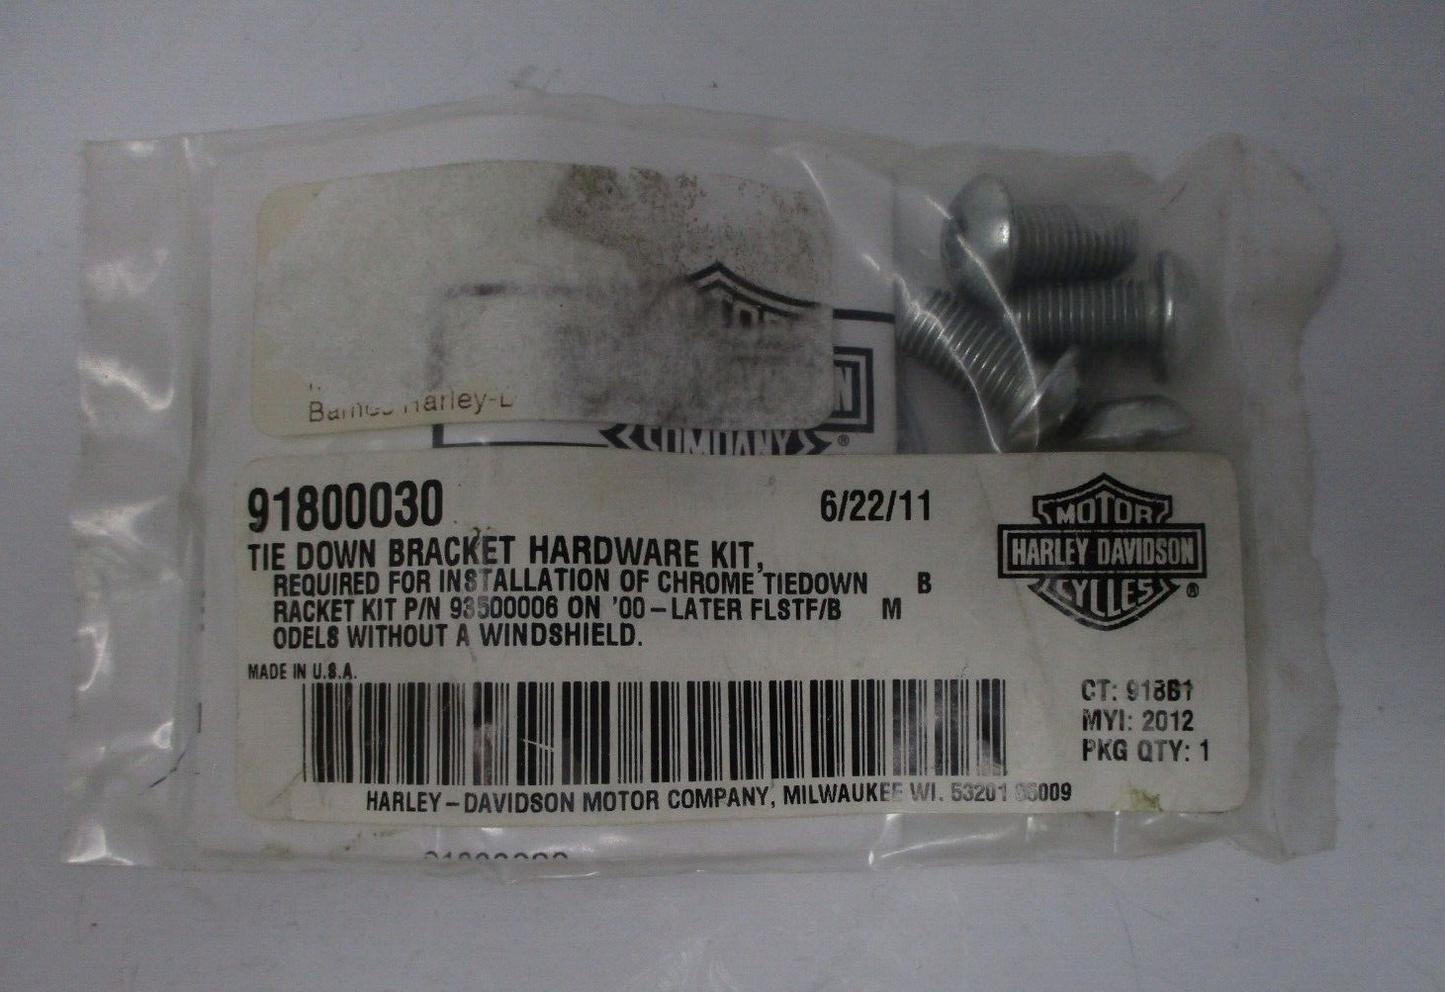 Harley-
COMPANY ®
91800030 6/22/11
TIE DOWN BRACKET HARDWARE KIT,
REQUIRED FOR INSTALLATION OF CHROME TIEDOWN B
RACKET KIT P/N 93500006 ON '00-LATER FLSTF/B M
ODELS WITHOUT A WINDSHIELD.
MOTOR
HARLEY-DAVIDSON
CYCLES ®
MADE IN U.S.A.
CT: 918B1
MYI: 2012
PKG QTY: 1
HARLEY-DAVIDSON MOTOR COMPANY, MILWAUKEE WI. 53201